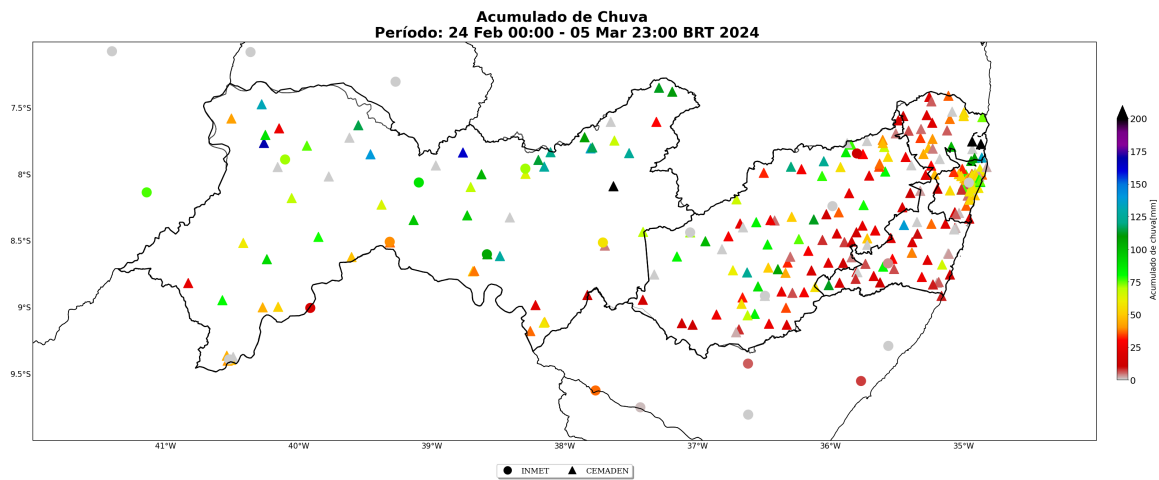 Acumulado de Chuva
Período: 24 Feb 00:00 - 05 Mar 23:00 BRT 2024
7.5°S
8°S
8.5°S
9°S
9.5°S
41°W
40°W
39°W
38°W
37°W
36°W
35°W
200
175
150
125
100
75
50
25
0
Acumulado de chuva[mm]
INMET
CEMADEN